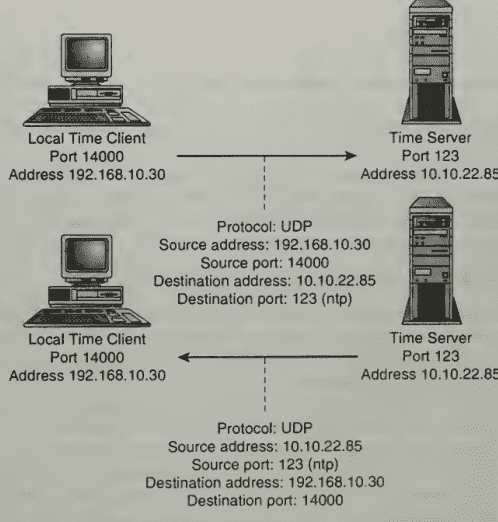 Local Time Client
Port 14000
Address 192.168.10.30
Time Server
Port 123
Address 10.10.22.85
Protocol: UDP
Source address: 192.168.10.30
Source port: 14000
Destination address: 10.10.22.85
Destination port: 123 (ntp)
Local Time Client
Port 14000
Address 192.168.10.30
Time Server
Port 123
Address 10.10.22.85
Protocol: UDP
Source address: 10.10.22.85
Source port: 123 (ntp)
Destination address: 192.168.10.30
Destination port: 14000